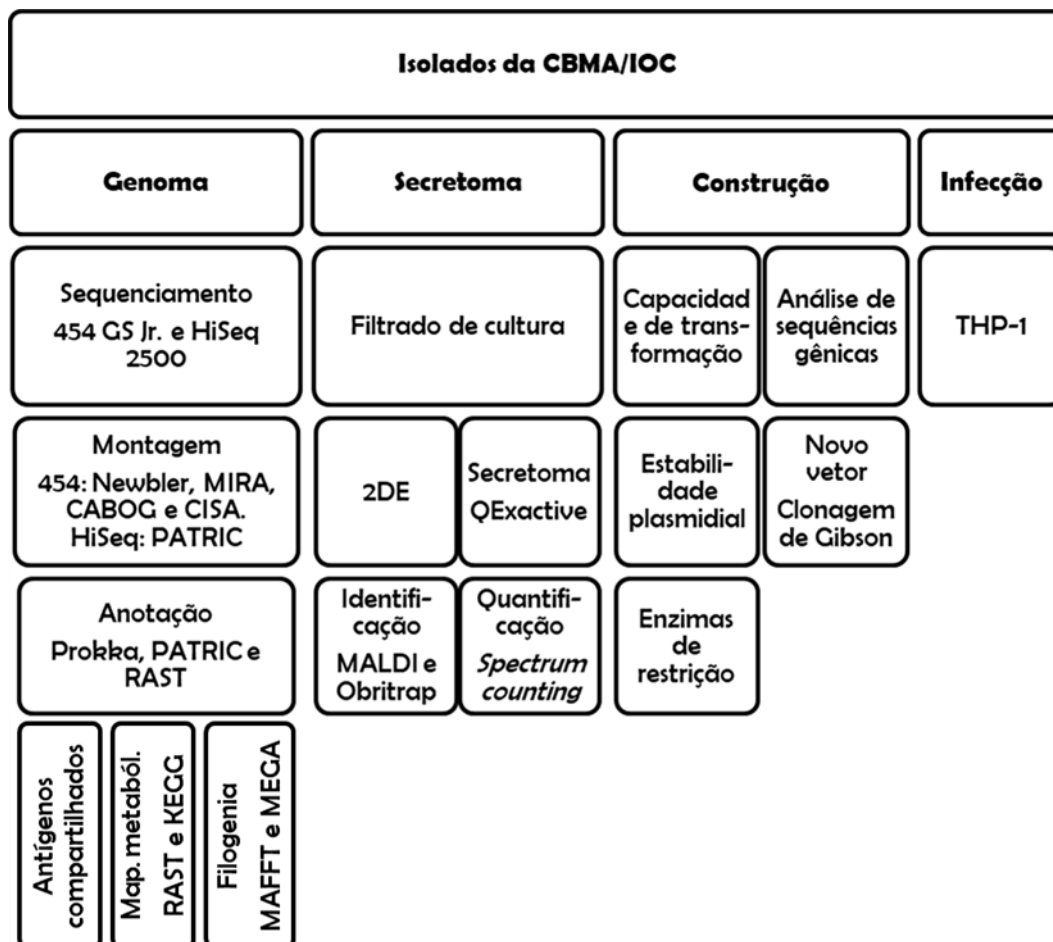 Isolados da CBMA/IOC
Genoma
Secretoma
Construção
Infecção
Sequenciamento
454 GS Jr. e HiSeq
2500
Filtrado de cultura
Capacidad
e de trans-
formação
Análise de
sequências
gênicas
THP-1
Montagem
454: Newbler, MIRA,
CABOG e CISA.
HiSeq: PATRIC
2DE
Secretoma
QExactive
Estabili-
dade
plasmidial
Novo
vetor
Clonagem
de Gibson
Anotação
Prokka, PATRIC e
RAST
Identifi-
cação
MALDI e
Obritrap
Quantifi-
cação
Spectrum
counting
Enzimas
de
restrição
Antígenos
compartilhados
Map. metaból.
RAST e KEGG
Filogenia
MAFFT e MEGA